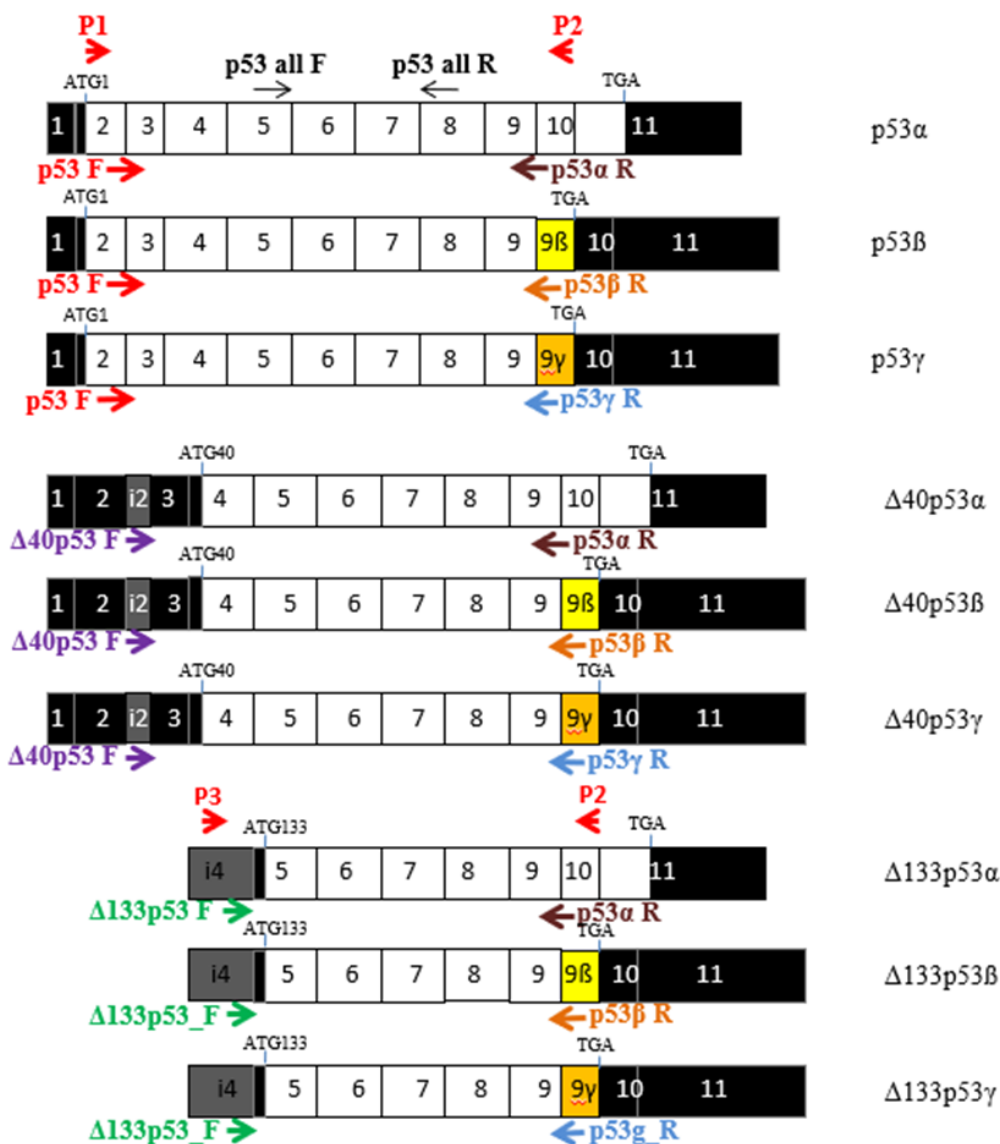 P1 P2
p53 all F p53 all R
ATG1 TGA
1 2 3 4 5 6 7 8 9 10 11 p53α
p53 F p53α R
ATG1 TGA
1 2 3 4 5 6 7 8 9 9ß 10 11 p53ß
p53 F p53β R
ATG1 TGA
1 2 3 4 5 6 7 8 9 9γ 10 11 p53γ
p53 F p53γ R
ATG40 TGA
1 2 i2 3 4 5 6 7 8 9 10 11 Δ40p53α
Δ40p53 F p53α R
ATG40 TGA
1 2 i2 3 4 5 6 7 8 9 9ß 10 11 Δ40p53ß
Δ40p53 F p53β R
ATG40 TGA
1 2 i2 3 4 5 6 7 8 9 9γ 10 11 Δ40p53γ
Δ40p53 F p53γ R
P3 P2
ATG133 TGA
i4 5 6 7 8 9 10 11 Δ133p53α
Δ133p53 F p53α R
ATG133 TGA
i4 5 6 7 8 9 9ß 10 11 Δ133p53ß
Δ133p53_F p53β R
ATG133 TGA
i4 5 6 7 8 9 9γ 10 11 Δ133p53γ
Δ133p53_F p53g_R